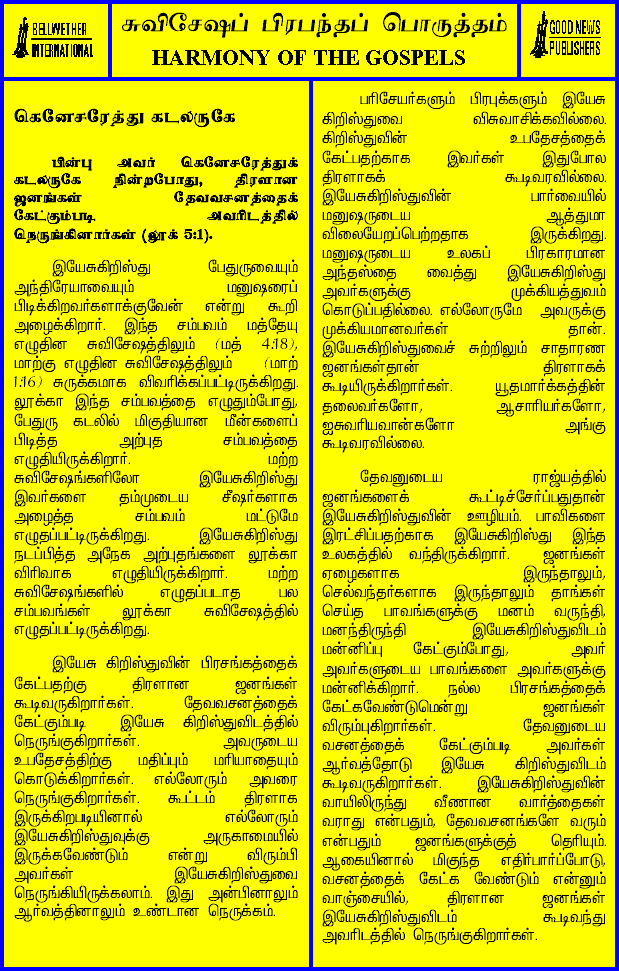 BELLWETHER
INTERNATIONAL
சுவிசேஷப் பிரபந்தப் பொருத்தம்
HARMONY OF THE GOSPELS
GOOD NEWS
PUBLISHERS
கெனேசரேத்து கடலருகே
பின்பு அவர் கெனேசரேத்துக்
கடலருகே நின்றபோது, திரளான
ஜனங்கள் தேவவசனத்தைக்
கேட்கும்படி அவரிடத்தில்
நெருங்கினார்கள் (லூக் 5:1).
இயேசுகிறிஸ்து பேதுருவையும்
அந்திரேயாவையும் மனுஷரைப்
பிடிக்கிறவர்களாக்குவேன் என்று கூறி
அழைக்கிறார். இந்த சம்பவம் மத்தேயு
எழுதின சுவிசேஷத்திலும் (மத் 4:18),
மாற்கு எழுதின சுவிசேஷத்திலும் (மாற்
1:16) சுருக்கமாக விவரிக்கப்பட்டிருக்கிறது.
லூக்கா இந்த சம்பவத்தை எழுதும்போது,
பேதுரு கடலில் மிகுதியான மீன்களைப்
பிடித்த அற்புத சம்பவத்தை
எழுதியிருக்கிறார். மற்ற
சுவிசேஷங்களிலோ இயேசுகிறிஸ்து
இவர்களை தம்முடைய சீஷர்களாக
அழைத்த சம்பவம் மட்டுமே
எழுதப்பட்டிருக்கிறது. இயேசுகிறிஸ்து
நடப்பித்த அநேக அற்புதங்களை லூக்கா
விரிவாக எழுதியிருக்கிறார். மற்ற
சுவிசேஷங்களில் எழுதப்படாத பல
சம்பவங்கள் லூக்கா சுவிசேஷத்தில்
எழுதப்பட்டிருக்கிறது.
இயேசு கிறிஸ்துவின் பிரசங்கத்தைக்
கேட்பதற்கு திரளான ஜனங்கள்
கூடிவருகிறார்கள். தேவவசனத்தைக்
கேட்கும்படி இயேசு கிறிஸ்துவிடத்தில்
நெருங்குகிறார்கள். அவருடைய
உபதேசத்திற்கு மதிப்பும் மரியாதையும்
கொடுக்கிறார்கள். எல்லோரும் அவரை
நெருங்குகிறார்கள். கூட்டம் திரளாக
இருக்கிறபடியினால் எல்லோரும்
இயேசுகிறிஸ்துவுக்கு அருகாமையில்
இருக்கவேண்டும் என்று விரும்பி
அவர்கள் இயேசுகிறிஸ்துவை
நெருங்கியிருக்கலாம். இது அன்பினாலும்
ஆர்வத்தினாலும் உண்டான நெருக்கம்.
பரிசேயர்களும் பிரபுக்களும் இயேசு
கிறிஸ்துவை விசுவாசிக்கவில்லை.
கிறிஸ்துவின் உபதேசத்தைக்
கேட்பதற்காக இவர்கள் இதுபோல
திரளாகக் கூடிவரவில்லை.
இயேசுகிறிஸ்துவின் பார்வையில்
மனுஷருடைய ஆத்துமா
விலையேறப்பெற்றதாக இருக்கிறது.
மனுஷருடைய உலகப் பிரகாரமான
அந்தஸ்தை வைத்து இயேசுகிறிஸ்து
அவர்களுக்கு முக்கியத்துவம்
கொடுப்பதில்லை. எல்லோருமே அவருக்கு
முக்கியமானவர்கள் தான்.
இயேசுகிறிஸ்துவைச் சுற்றிலும் சாதாரண
ஜனங்கள்தான் திரளாகக்
கூடியிருக்கிறார்கள். யூதமார்க்கத்தின்
தலைவர்களோ, ஆசாரியர்களோ,
ஐசுவரியவான்களோ அங்கு
கூடிவரவில்லை.
தேவனுடைய ராஜ்யத்தில்
ஜனங்களைக் கூட்டிச்சேர்ப்பதுதான்
இயேசுகிறிஸ்துவின் ஊழியம். பாவிகளை
இரட்சிப்பதற்காக இயேசுகிறிஸ்து இந்த
உலகத்தில் வந்திருக்கிறார். ஜனங்கள்
ஏழைகளாக இருந்தாலும்,
செல்வந்தர்களாக இருந்தாலும் தாங்கள்
செய்த பாவங்களுக்கு மனம் வருந்தி,
மனந்திருந்தி இயேசுகிறிஸ்துவிடம்
மன்னிப்பு கேட்கும்போது, அவர்
அவர்களுடைய பாவங்களை அவர்களுக்கு
மன்னிக்கிறார். நல்ல பிரசங்கத்தைக்
கேட்கவேண்டுமென்று ஜனங்கள்
விரும்புகிறார்கள். தேவனுடைய
வசனத்தைக் கேட்கும்படி அவர்கள்
ஆர்வத்தோடு இயேசு கிறிஸ்துவிடம்
கூடிவருகிறார்கள். இயேசுகிறிஸ்துவின்
வாயிலிருந்து வீணான வார்த்தைகள்
வராது என்பதும், தேவவசனங்களே வரும்
என்பதும் ஜனங்களுக்குத் தெரியும்.
ஆகையினால் மிகுந்த எதிர்பார்ப்போடு,
வசனத்தைக் கேட்க வேண்டும் என்னும்
வாஞ்சையில், திரளான ஜனங்கள்
இயேசுகிறிஸ்துவிடம் கூடிவந்து
அவரிடத்தில் நெருங்குகிறார்கள்.